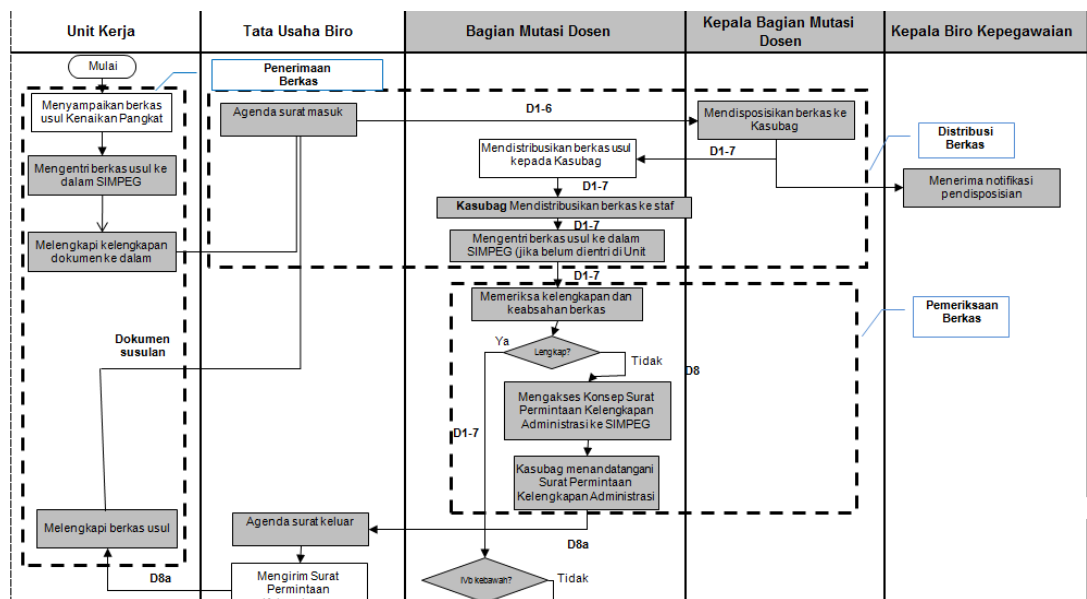 Unit Kerja
Tata Usaha Biro
Bagian Mutasi Dosen
Kepala Bagian Mutasi
Dosen
Kepala Biro Kepegawaian
Mulai
Penerimaan
Berkas
Menyampaikan berkas
usul Kenaikan Pangkat
Agenda surat masuk
D1-6
Mendisposisikan berkas ke
Kasubag
Distribusi
Berkas
Mengentri berkas usul ke
dalam SIMPEG
Mendistribusikan berkas usul
kepada Kasubag
D1-7
Menerima notifikasi
pendisposisian
D1-7
Kasubag Mendistribusikan berkas ke staf
D1-7
Melengkapi kelengkapan
dokumen ke dalam
Mengentri berkas usul ke dalam
SIMPEG (jika belum dientri di Unit
D1-7
Memeriksa kelengkapan dan
keabsahan berkas
Pemeriksaan
Berkas
Dokumen
susulan
Ya
Lengkap?
Tidak
D8
Mengakses Konsep Surat
Permintaan Kelengkapan
Administrasi ke SIMPEG
D1-7
Kasubag menandatangani
Surat Permintaan
Kelengkapan Administrasi
Melengkapi berkas usul
Agenda surat keluar
D8a
D8a
Mengirim Surat
Permintaan
IVb kebawah?
Tidak